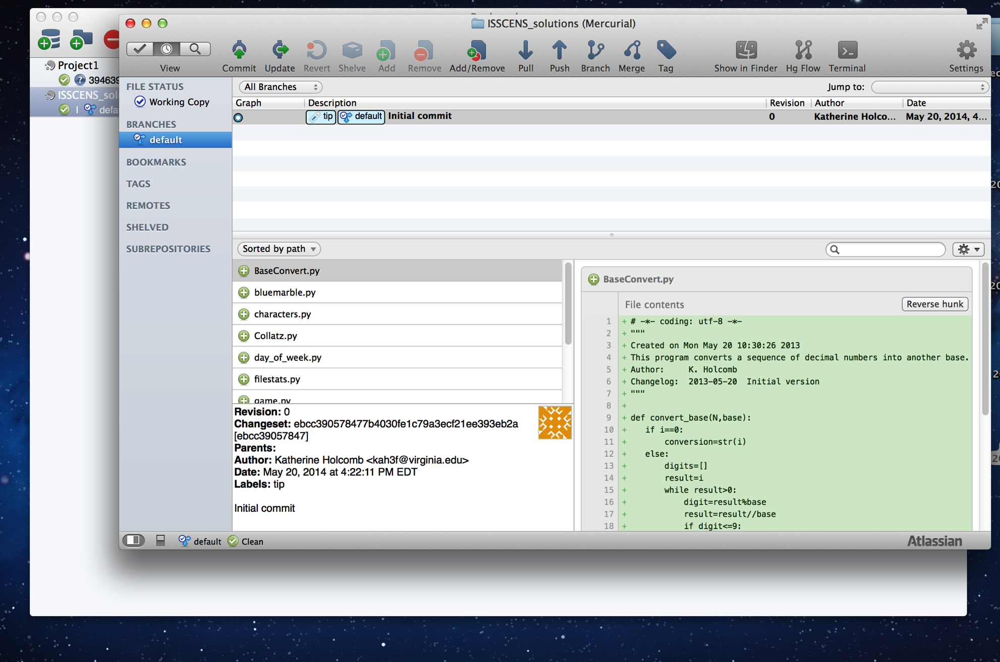 ISSCENS_solutions (Mercurial)
View
Commit
Update
Revert
Shelve
Add
Remove
Add/Remove
Pull
Push
Branch
Merge
Tag
Show in Finder
Hg Flow
Terminal
Settings
Project1
394639
ISSCENS_sol
defa
FILE STATUS
Working Copy
BRANCHES
default
BOOKMARKS
TAGS
REMOTES
SHELVED
SUBREPOSITORIES
All Branches
Jump to:
Graph Description Revision Author Date
tip default Initial commit 0 Katherine Holco... May 20, 2014, 4...
Sorted by path
BaseConvert.py
bluemarble.py
characters.py
Collatz.py
day_of_week.py
filestats.py
game.py
Revision: 0
Changeset: ebcc390578477b4030fe1c79a3ecf21ee393eb2a
[ebcc39057847]
Parents:
Author: Katherine Holcomb <kah3f@virginia.edu>
Date: May 20, 2014 at 4:22:11 PM EDT
Labels: tip
Initial commit
BaseConvert.py
File contents
Reverse hunk
1 + # -*- coding: utf-8 -*-
2 + """
3 + Created on Mon May 20 10:30:26 2013
4 + This program converts a sequence of decimal numbers into another base.
5 + Author: K. Holcomb
6 + Changelog: 2013-05-20 Initial version
7 + """
8 +
9 + def convert_base(N,base):
10 + if i==0:
11 + conversion=str(i)
12 + else:
13 + digits=[]
14 + result=i
15 + while result>0:
16 + digit=result%base
17 + result=result//base
18 + if digit<=9:
default
Clean
Atlassian